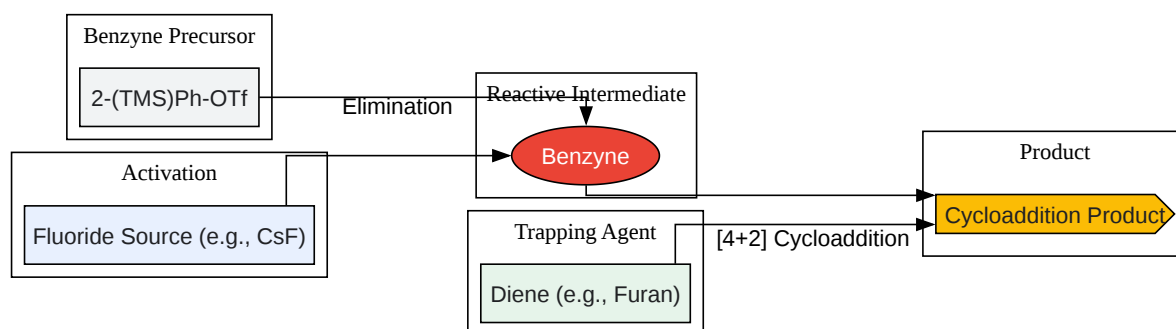 Benzyne Precursor
2-(TMS)Ph-OTf
Elimination
Reactive Intermediate
Benzyne
Activation
Fluoride Source (e.g., CsF)
Product
Cycloaddition Product
Trapping Agent
[4+2] Cycloaddition
Diene (e.g., Furan)